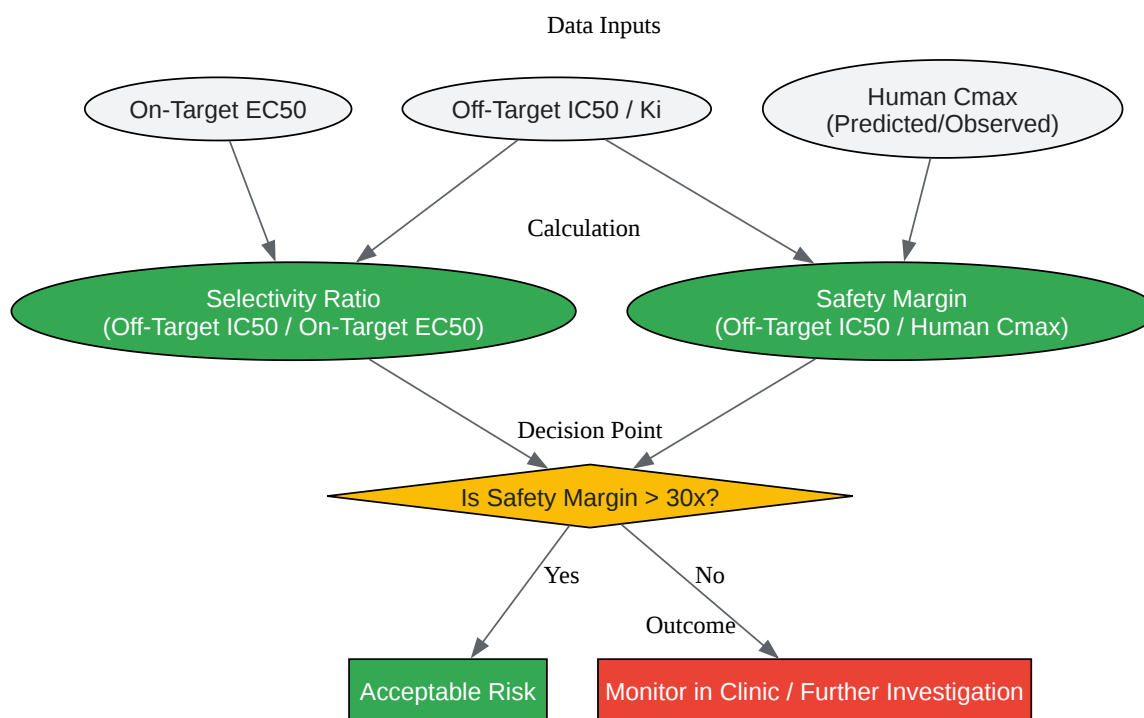 Data Inputs
On-Target EC50
Off-Target IC50 / Ki
Human Cmax
(Predicted/Observed)
Calculation
Selectivity Ratio
(Off-Target IC50 / On-Target EC50)
Safety Margin
(Off-Target IC50 / Human Cmax)
Decision Point
Is Safety Margin > 30x?
Yes
No
Outcome
Acceptable Risk
Monitor in Clinic / Further Investigation